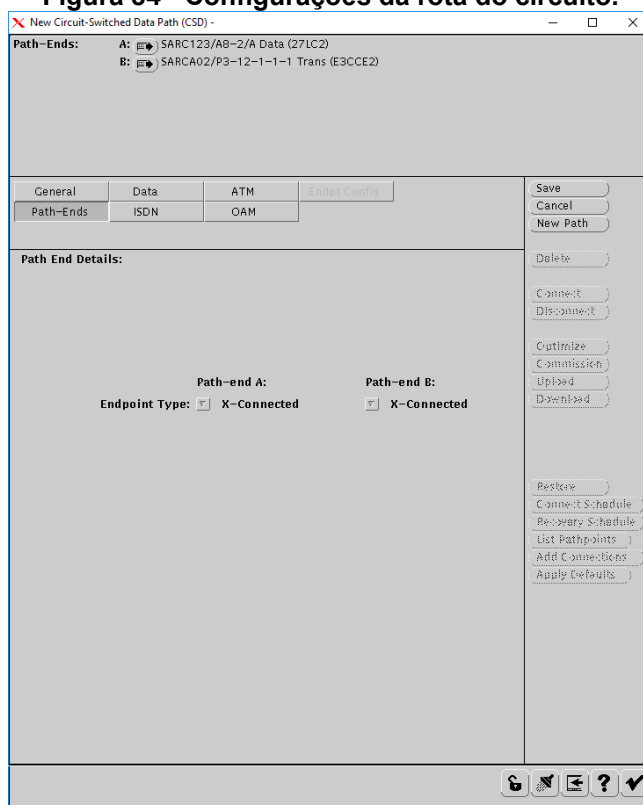 Figura 34 - Configurações da rota do circuito.
New Circuit-Switched Data Path (CSD) -
Path-Ends: A: SARC123/A8-2/A Data (27LC2)
B: SARCA02/P3-12-1-1-1 Trans (E3CCE2)
General Data ATM Endpt Config
Path-Ends ISDN OAM
Save
Cancel
New Path
Path End Details:
Delete
Connect
Disconnect
Optimize
Commission
Upload
Download
Path-end A: Path-end B:
Endpoint Type: X-Connected X-Connected
Restore
Connect Schedule
Recovery Schedule
List Pathpoints
Add Connections
Apply Defaults
?